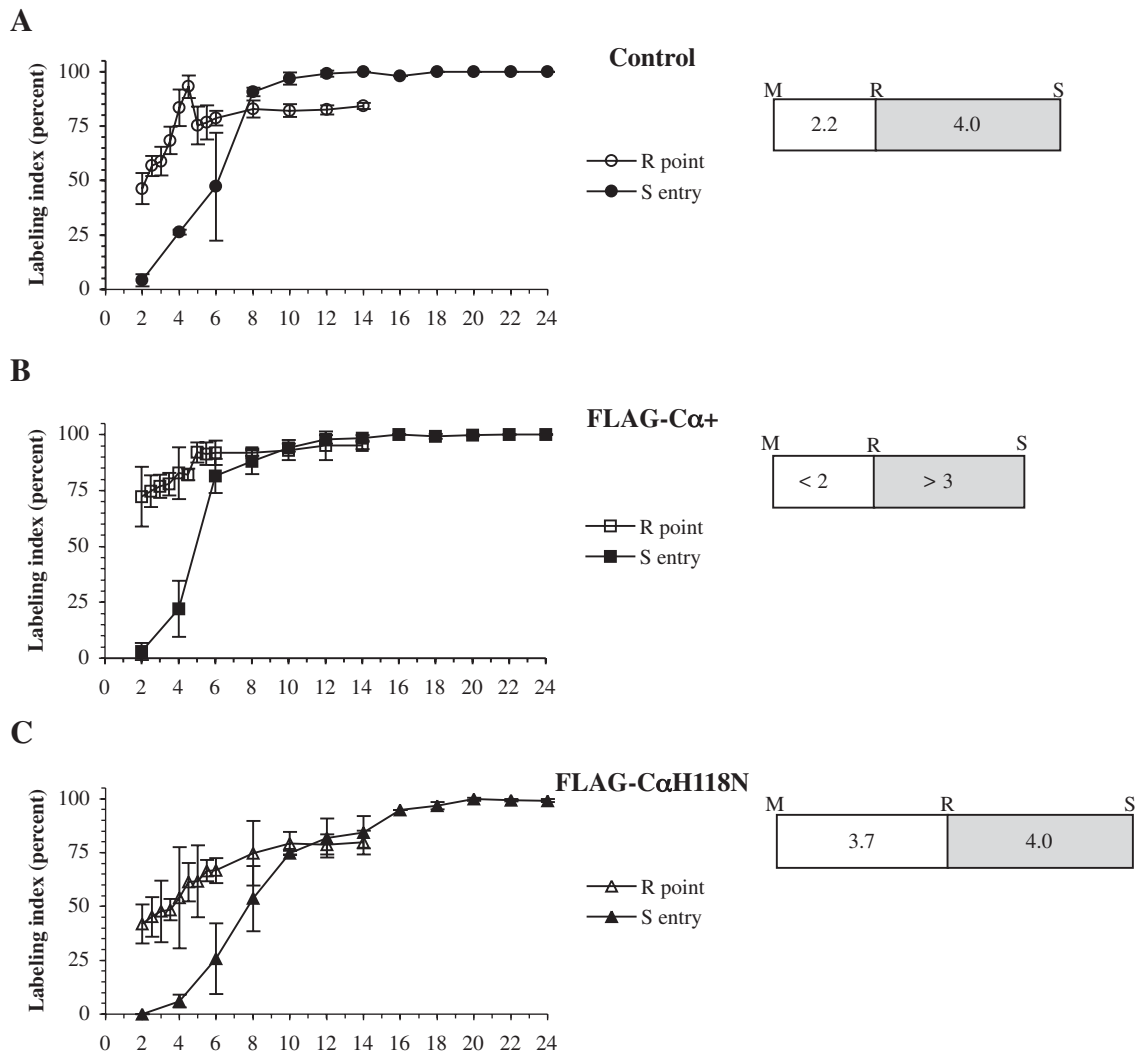 A
Control
Labeling index (percent)
100
75
50
25
0
0 2 4 6 8 10 12 14 16 18 20 22 24
R point
S entry
M R S
2.2 4.0
B
FLAG-Cα+
Labeling index (percent)
100
75
50
25
0
0 2 4 6 8 10 12 14 16 18 20 22 24
R point
S entry
M R S
< 2 > 3
C
FLAG-CαH118N
Labeling index (percent)
100
75
50
25
0
0 2 4 6 8 10 12 14 16 18 20 22 24
R point
S entry
M R S
3.7 4.0